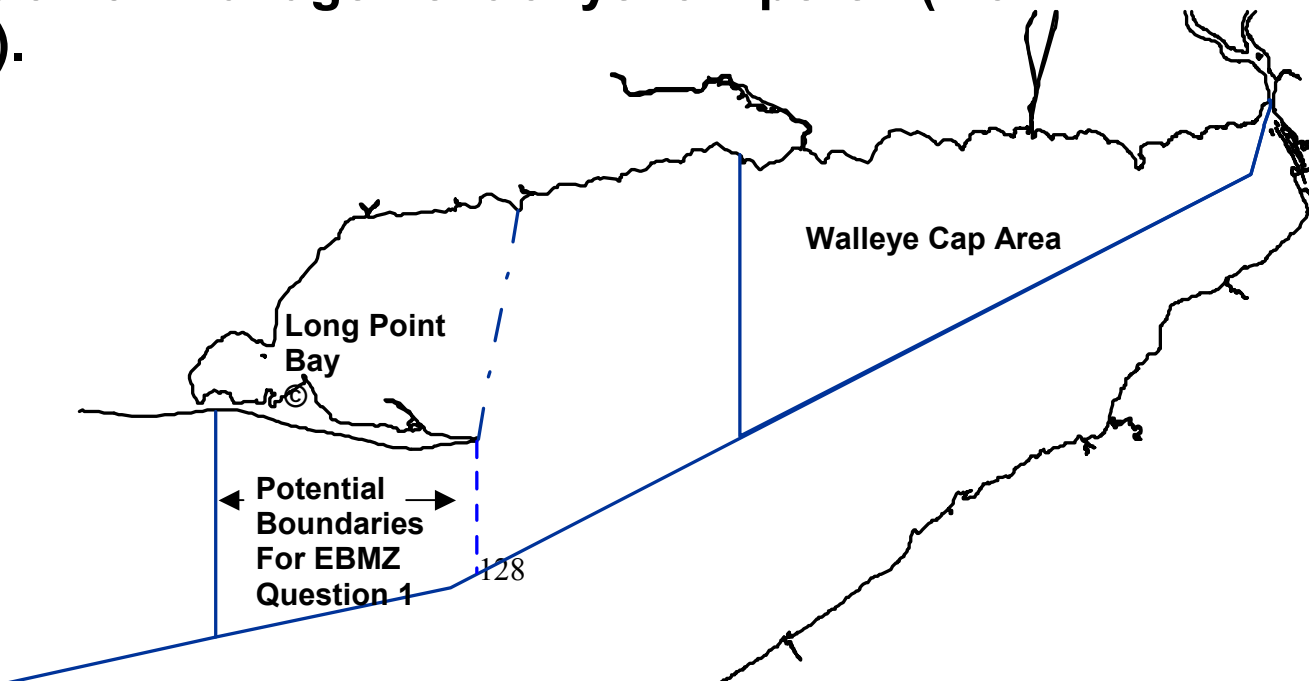 ).
Walleye Cap Area
Long Point
Bay
©
Potential
Boundaries
For EBMZ
Question 1
128